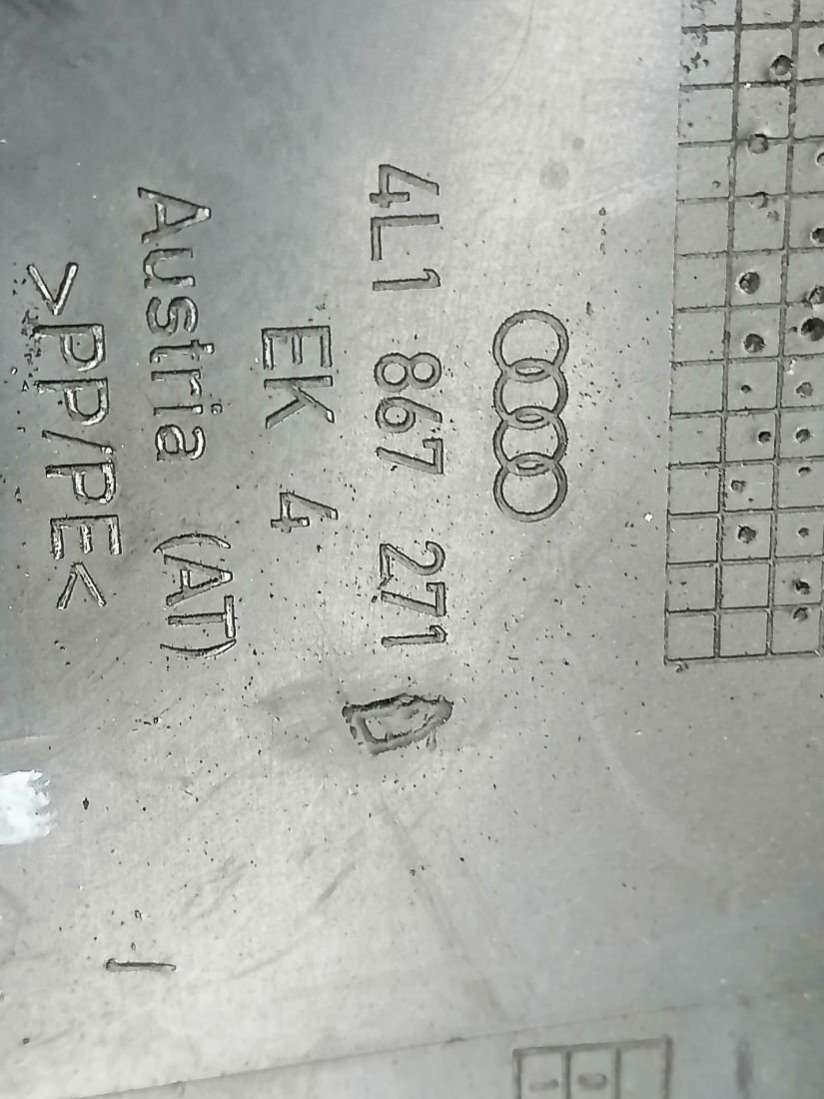 4L1 867 271 D
EK 4
Austria (AT)
>PP/PE<